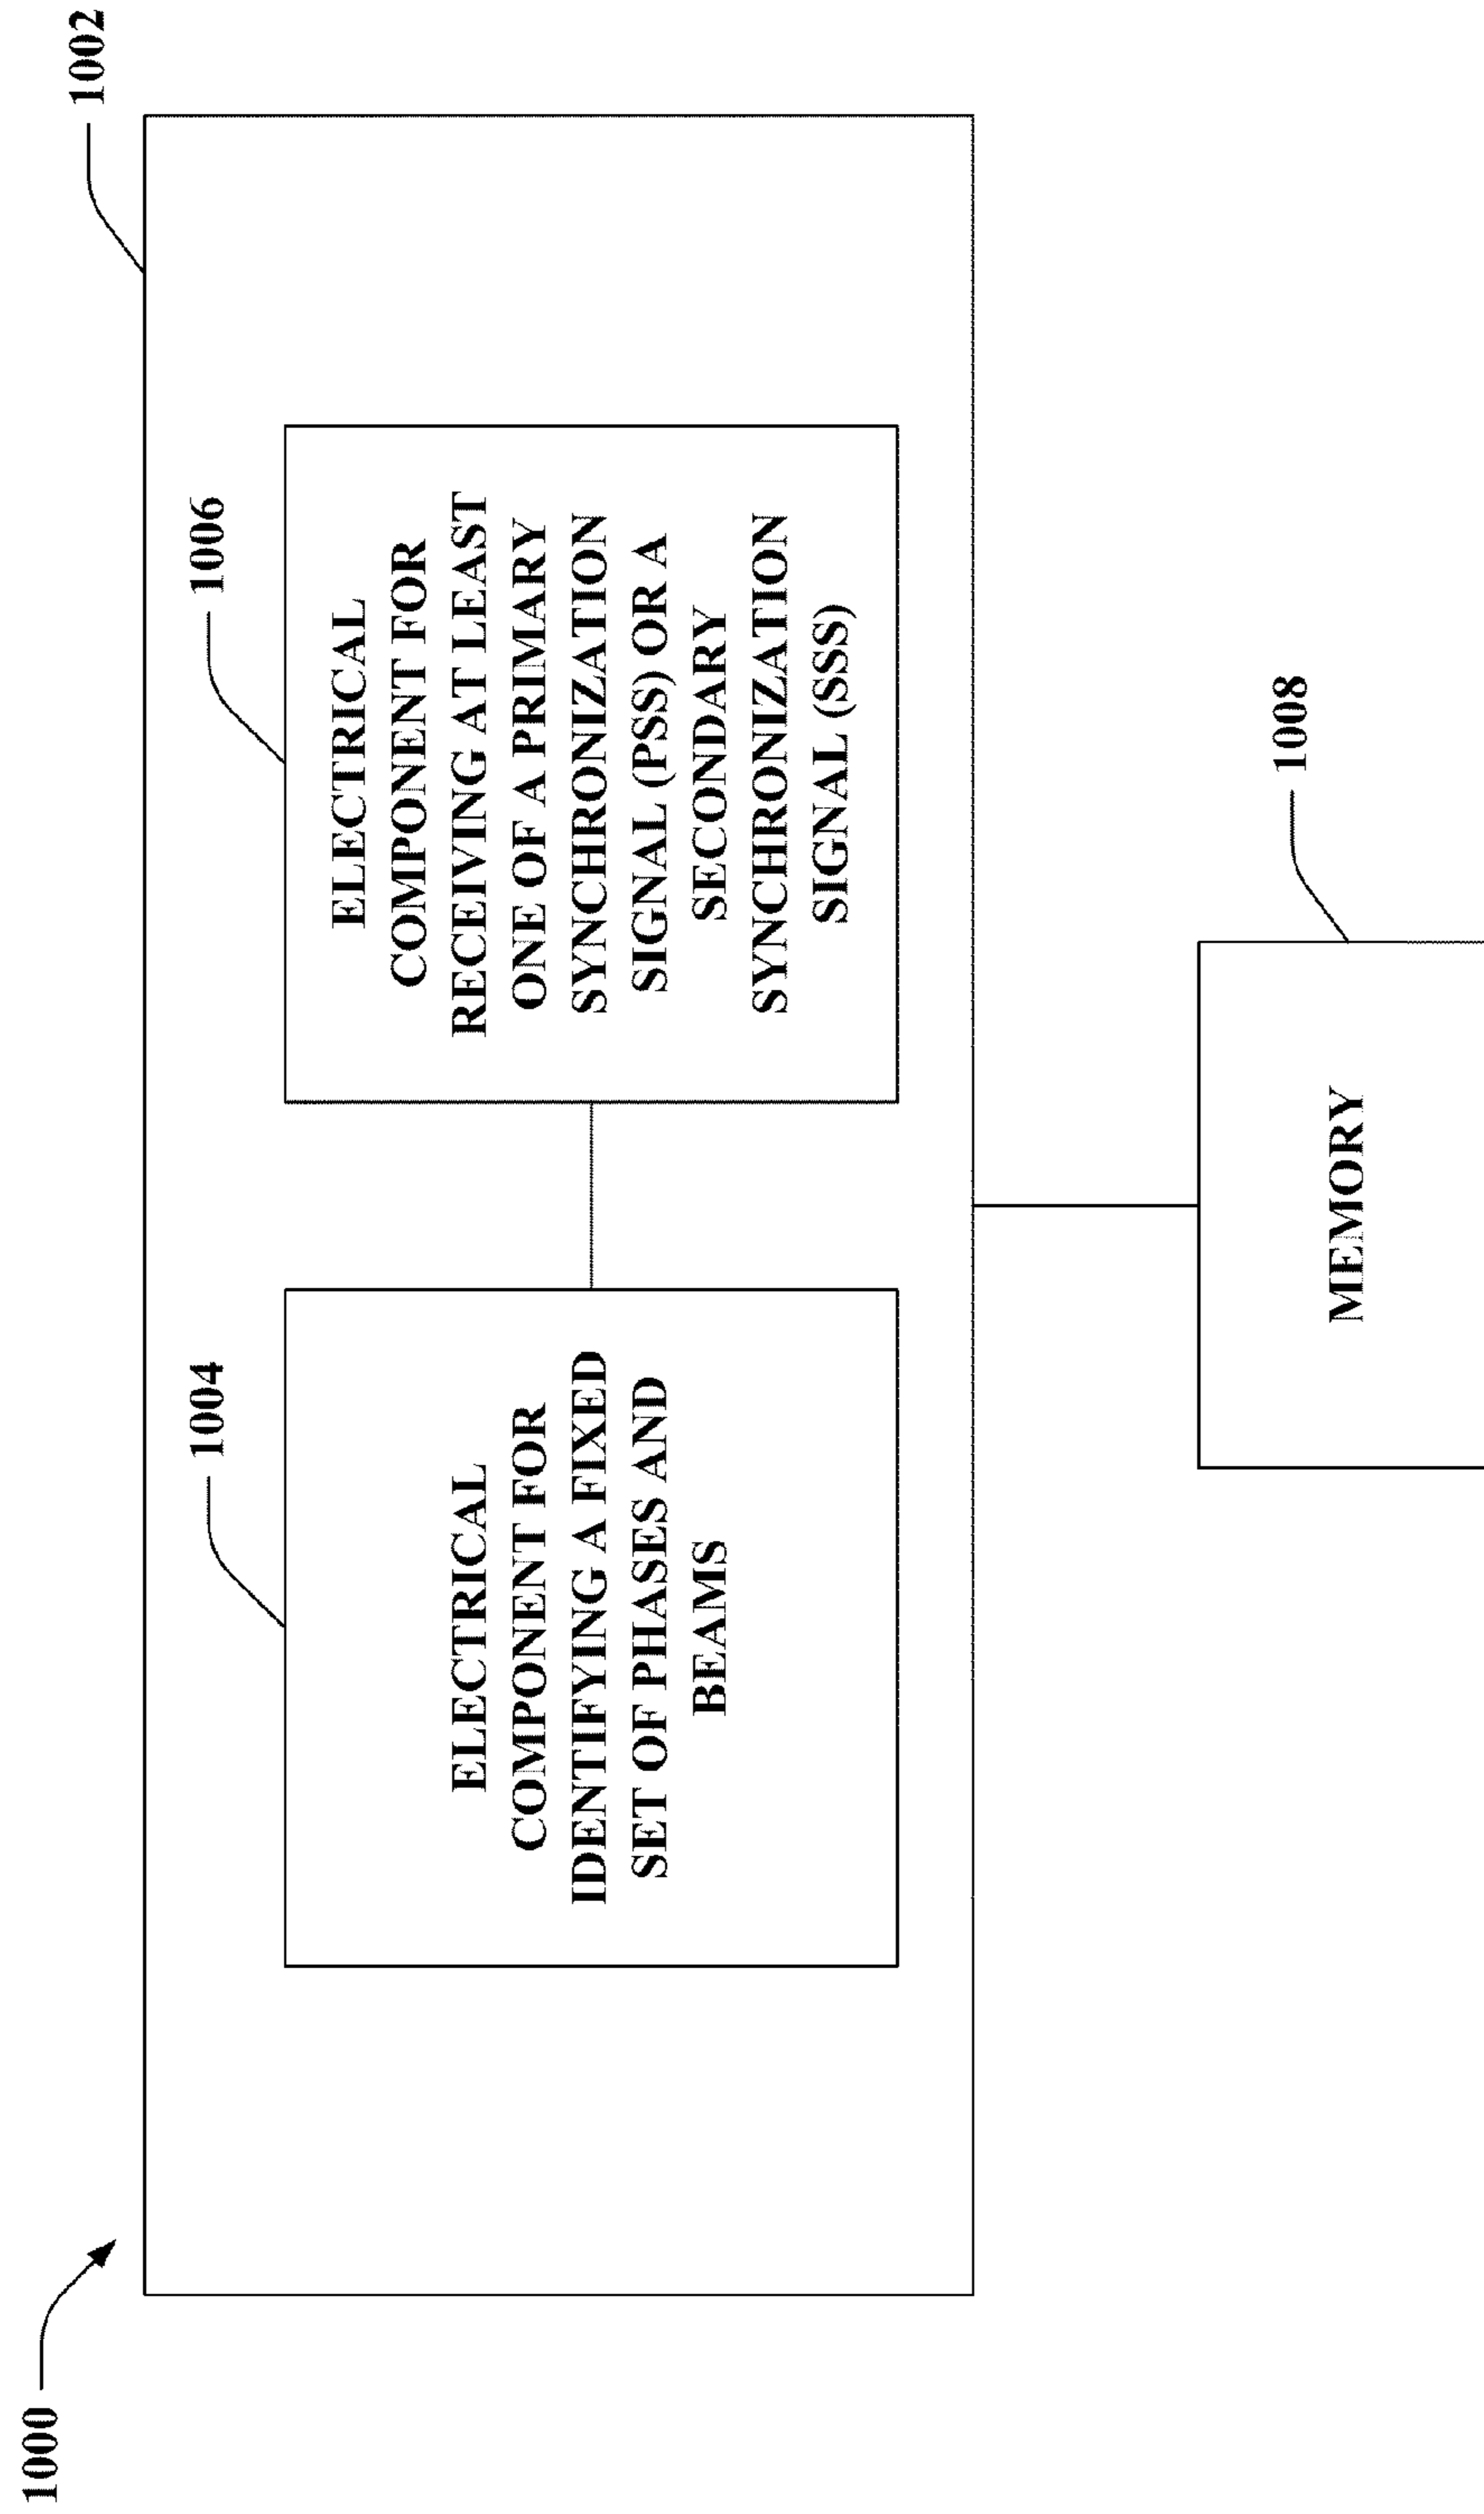 1000
1002
1004
ELECTRICAL
COMPONENT FOR
IDENTIFYING A FIXED
SET OF PHASES AND
BEAMS
1006
ELECTRICAL
COMPONENT FOR
RECEIVING AT LEAST
ONE OF A PRIMARY
SYNCHRONIZATION
SIGNAL (PSS) OR A
SECONDARY
SYNCHRONIZATION
SIGNAL (SSS)
1008
MEMORY